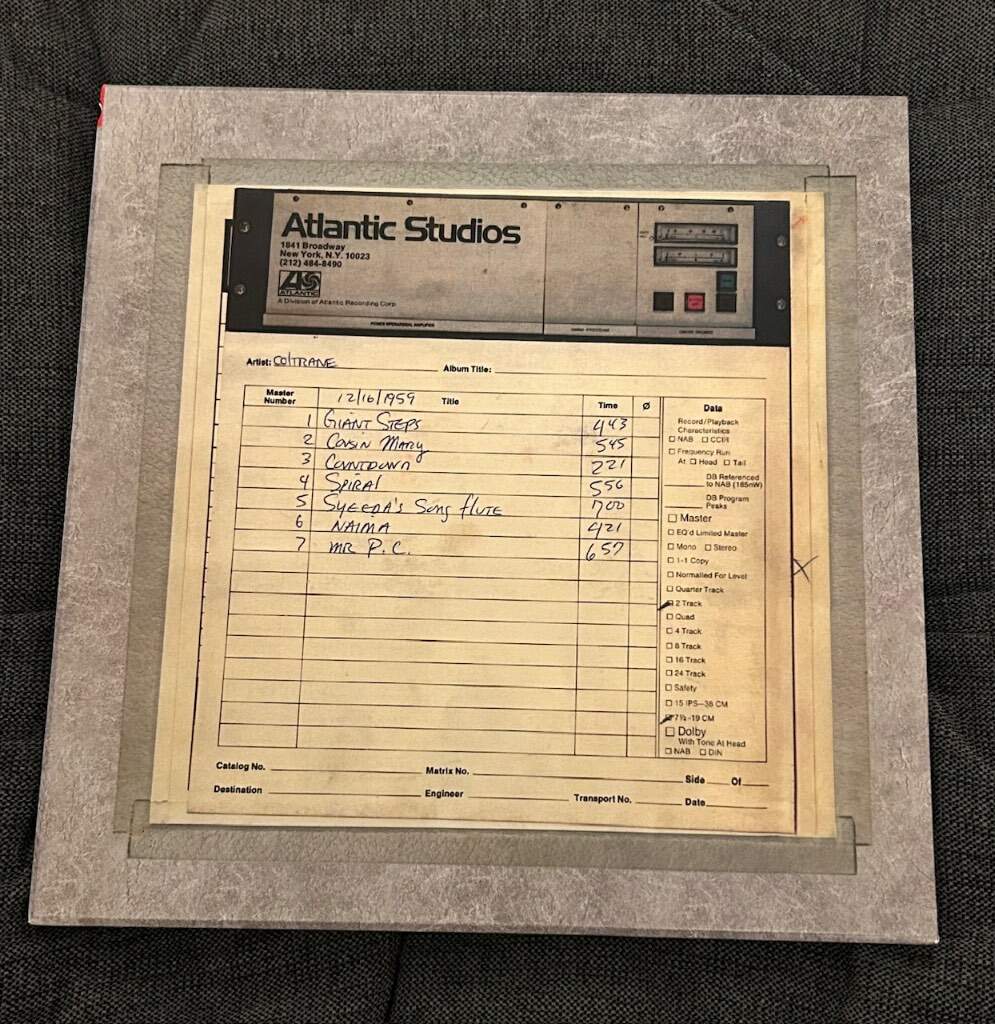 Atlantic Studios
1841 Broadway
New York, N.Y. 10023
(212) 484-8490
ATLANTIC
A Division of Atlantic Recording Corp.
Artist: COLTRANE Album Title:
Master Number 12/16/1959 Title Time Ø
1 GIANT STEPS 443
2 COUSIN MARY 545
3 COUNTDOWN 221
4 SPIRAL 556
5 SYEEDA'S SONG FLUTE 700
6 NAIMA 421
7 MR P.C. 657
Data
Record/Playback
Characteristics
NAB CCIR
Frequency Run
At Head Tail
DB Referenced
to NAB (185nW)
DB Program
Peaks
Master
EQ'd Limited Master
Mono Stereo
1-1 Copy
Normalled For Level
Quarter Track
2 Track
Quad
4 Track
8 Track
16 Track
24 Track
Safety
15 IPS–38 CM
7½–19 CM
Dolby
With Tone At Head
NAB DIN
Catalog No. Matrix No. Side Of
Destination Engineer Transport No. Date